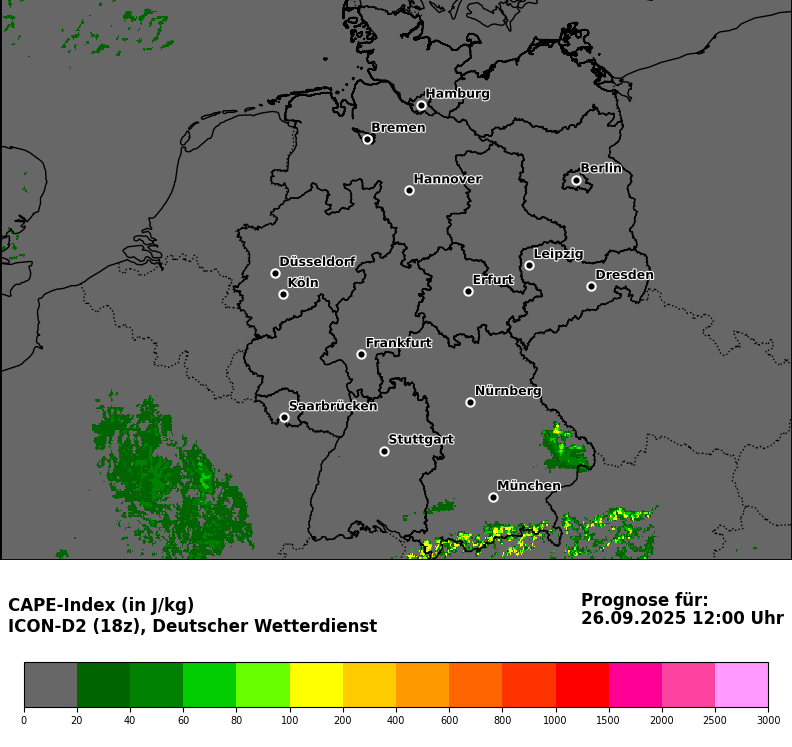 Hamburg
Bremen
Hannover
Berlin
Düsseldorf
Leipzig
Köln
Erfurt
Dresden
Frankfurt
Nürnberg
Saarbrücken
Stuttgart
München
CAPE-Index (in J/kg)
ICON-D2 (18z), Deutscher Wetterdienst
Prognose für:
26.09.2025 12:00 Uhr
0 20 40 60 80 100 200 400 600 800 1000 1500 2000 2500 3000